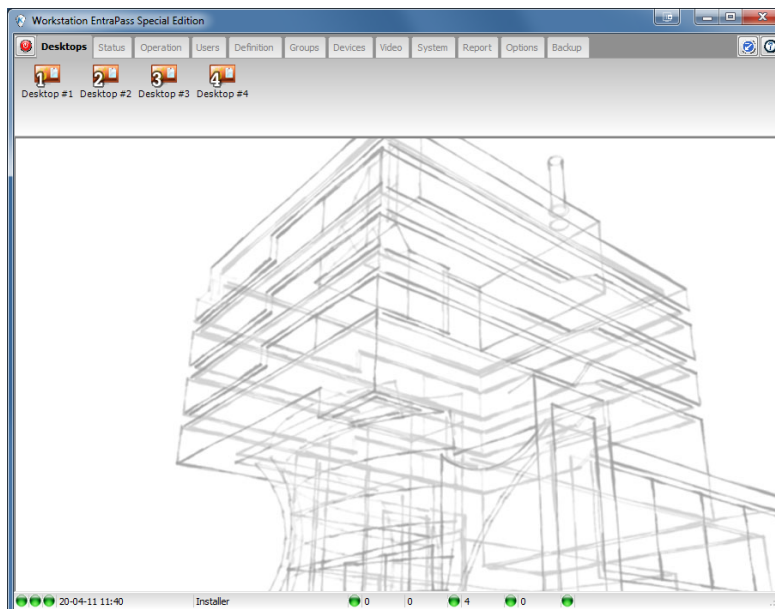 Workstation EntraPass Special Edition
Desktops Status Operation Users Definition Groups Devices Video System Report Options Backup
1 2 3 4
Desktop #1 Desktop #2 Desktop #3 Desktop #4
20-04-11 11:40 Installer 0 0 4 0